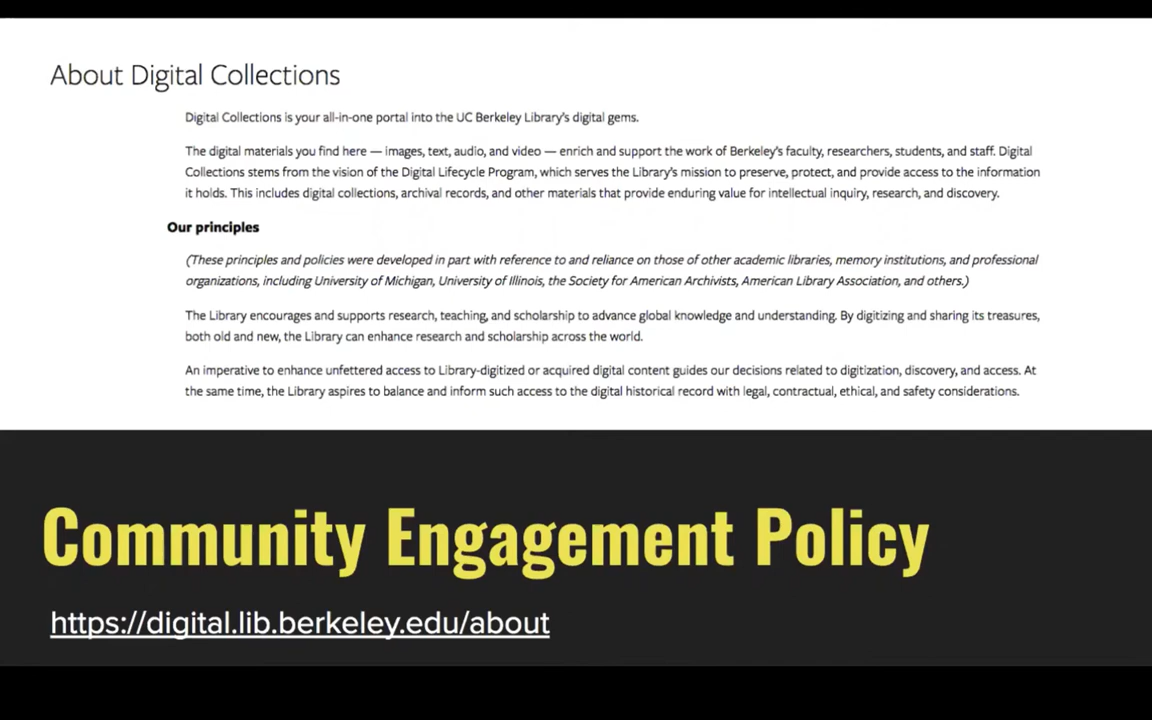 About Digital Collections
Digital Collections is your all-in-one portal into the UC Berkeley Library's digital gems.
The digital materials you find here — images, text, audio, and video — enrich and support the work of Berkeley's faculty, researchers, students, and staff. Digital
Collections stems from the vision of the Digital Lifecycle Program, which serves the Library's mission to preserve, protect, and provide access to the information
it holds. This includes digital collections, archival records, and other materials that provide enduring value for intellectual inquiry, research, and discovery.
Our principles
(These principles and policies were developed in part with reference to and reliance on those of other academic libraries, memory institutions, and professional
organizations, including University of Michigan, University of Illinois, the Society for American Archivists, American Library Association, and others.)
The Library encourages and supports research, teaching, and scholarship to advance global knowledge and understanding. By digitizing and sharing its treasures,
both old and new, the Library can enhance research and scholarship across the world.
An imperative to enhance unfettered access to Library-digitized or acquired digital content guides our decisions related to digitization, discovery, and access. At
the same time, the Library aspires to balance and inform such access to the digital historical record with legal, contractual, ethical, and safety considerations.
Community Engagement Policy
https://digital.lib.berkeley.edu/about